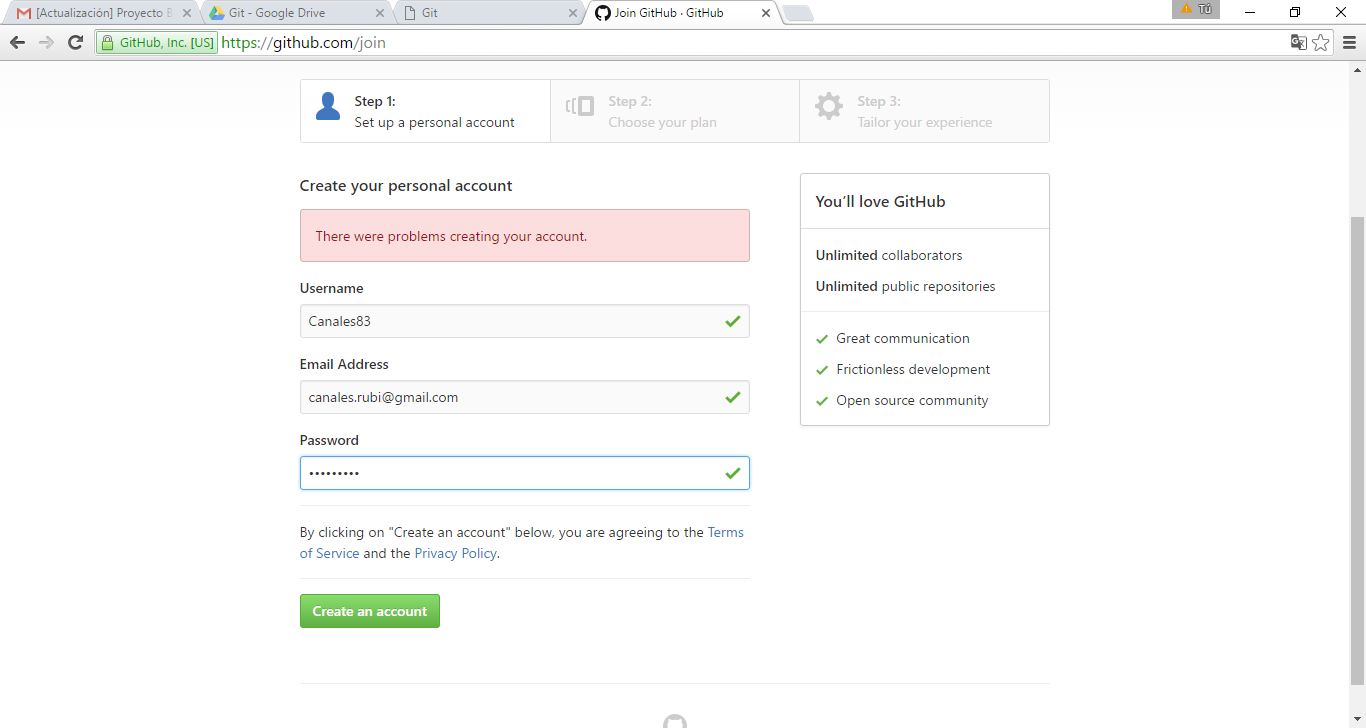 [Actualización] Proyecto
Git - Google Drive
Git
Join GitHub · GitHub
Tú
GitHub, Inc. [US] https://github.com/join
Step 1:
Set up a personal account
Step 2:
Choose your plan
Step 3:
Tailor your experience
Create your personal account
There were problems creating your account.
Username
Canales83
Email Address
canales.rubi@gmail.com
Password
•••••••••
By clicking on "Create an account" below, you are agreeing to the Terms
of Service and the Privacy Policy.
Create an account
You’ll love GitHub
Unlimited collaborators
Unlimited public repositories
Great communication
Frictionless development
Open source community